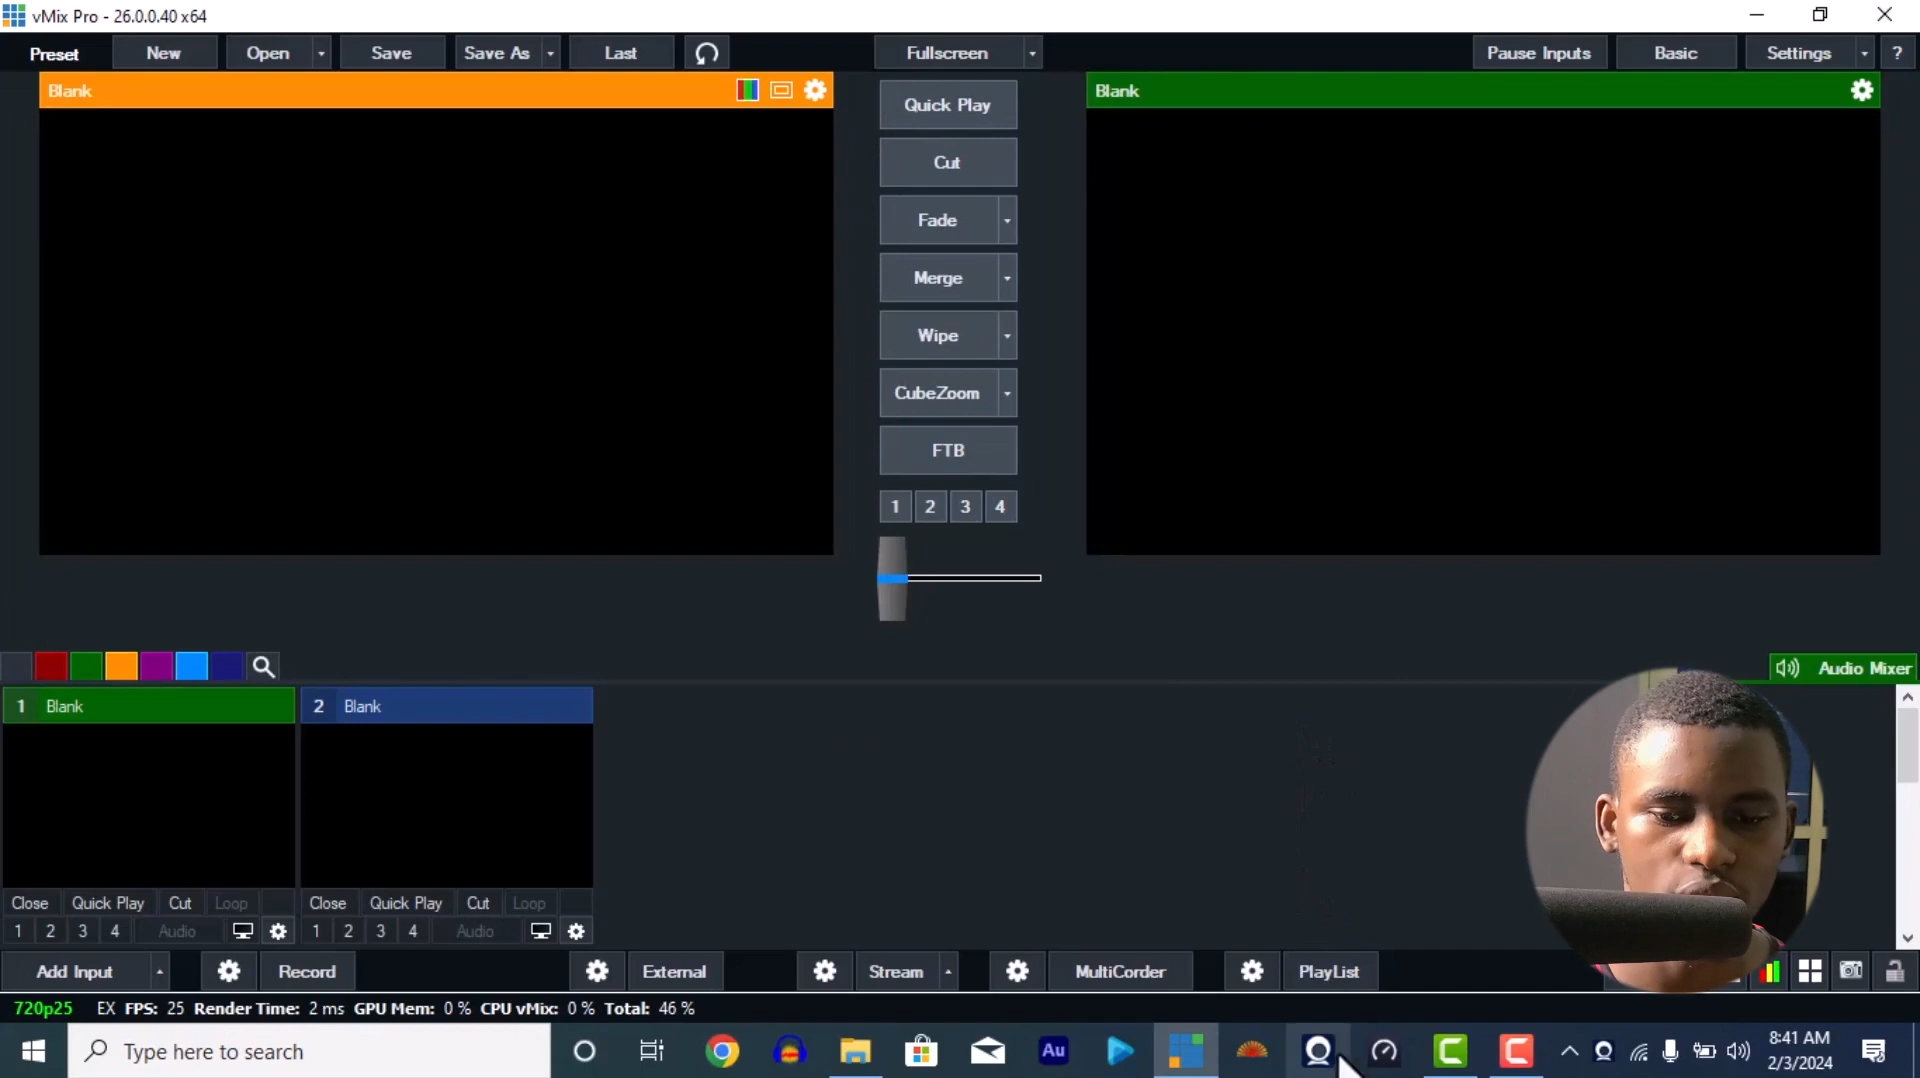 vMix Pro - 26.0.0.40 x64
Preset New Open Save Save As Last Fullscreen Pause Inputs Basic Settings ?
Blank
Blank
Quick Play
Cut
Fade
Merge
Wipe
CubeZoom
FTB
1 2 3 4
Audio Mixer
1 Blank
2 Blank
Close Quick Play Cut Loop Close Quick Play Cut Loop
1 2 3 4 Audio 1 2 3 4 Audio
Add Input Record External Stream MultiCorder PlayList
720p25 EX FPS: 25 Render Time: 2 ms GPU Mem: 0 % CPU vMix: 0 % Total: 46 %
Type here to search
Au
8:41 AM
2/3/2024